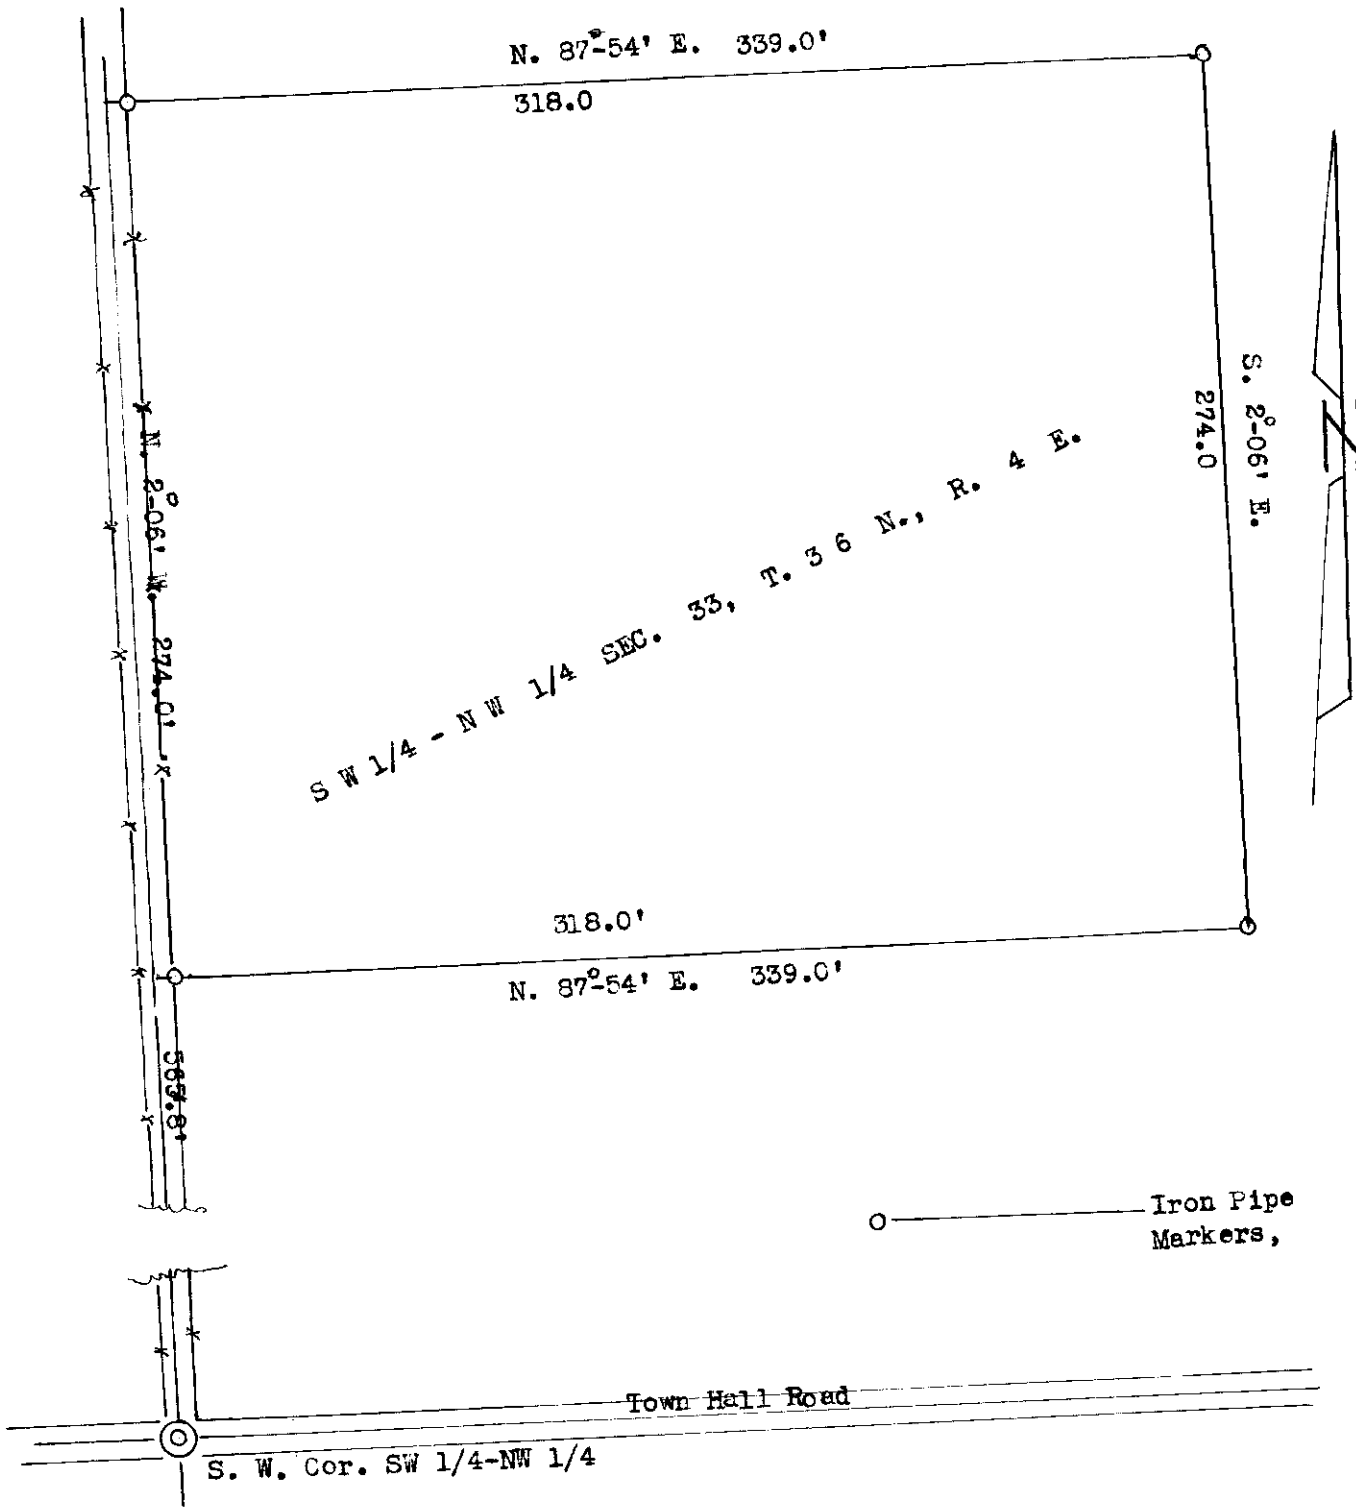 N. 87°-54' E. 339.0'
318.0
S. 2°-06' E.
274.0
N
N. 2°-06' W. 274.0'
S W 1/4 - N W 1/4 SEC. 33, T. 3 6 N., R. 4 E.
318.0'
N. 87°-54' E. 339.0'
Iron Pipe
Markers,
Town Hall Road
S. W. Cor. SW 1/4-NW 1/4